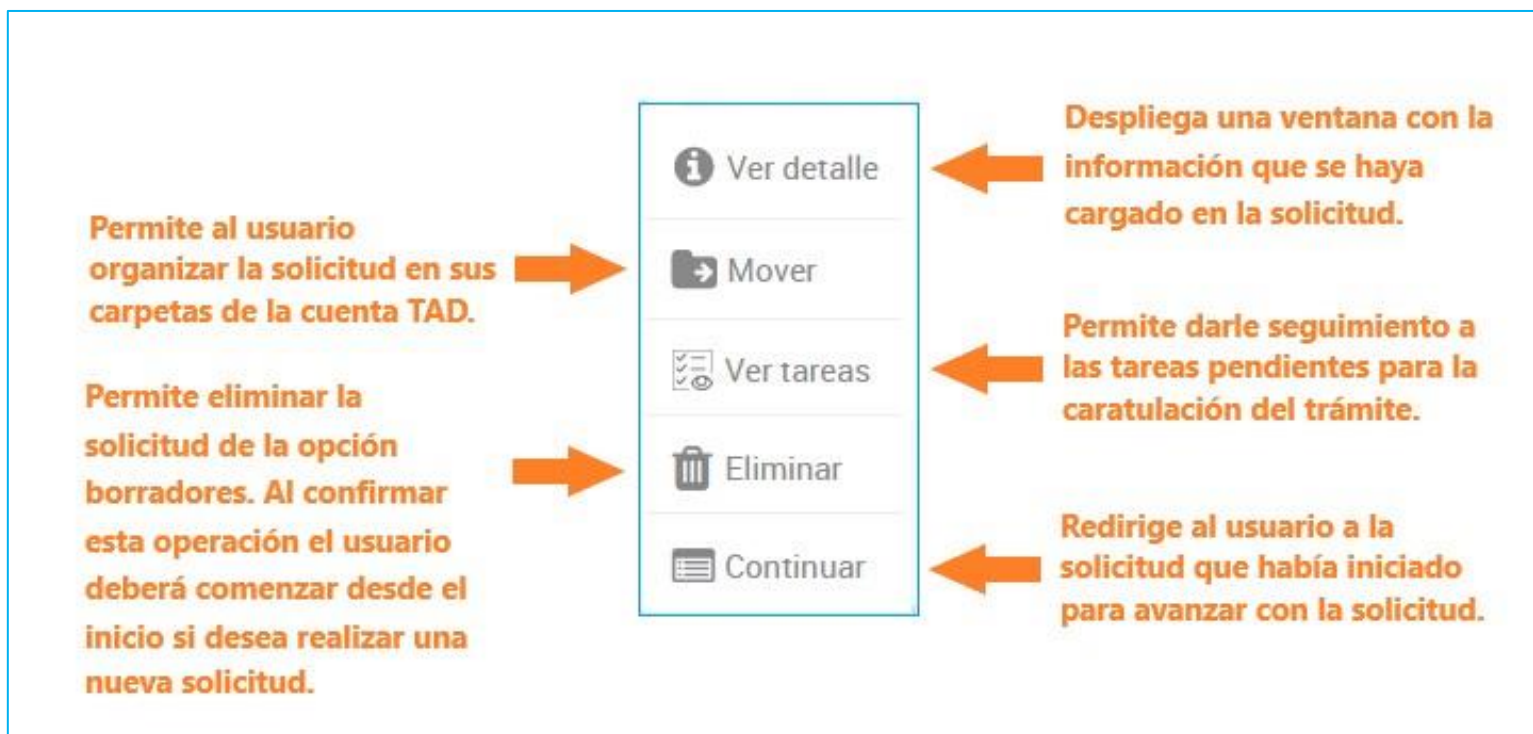 Despliega una ventana con la
información que se haya
cargado en la solicitud.
Ver detalle
Permite al usuario
organizar la solicitud en sus
carpetas de la cuenta TAD.
Mover
Permite darle seguimiento a
las tareas pendientes para la
caratulación del trámite.
Ver tareas
Permite eliminar la
solicitud de la opción
borradores. Al confirmar
esta operación el usuario
deberá comenzar desde el
inicio si desea realizar una
nueva solicitud.
Eliminar
Redirige al usuario a la
solicitud que había iniciado
para avanzar con la solicitud.
Continuar